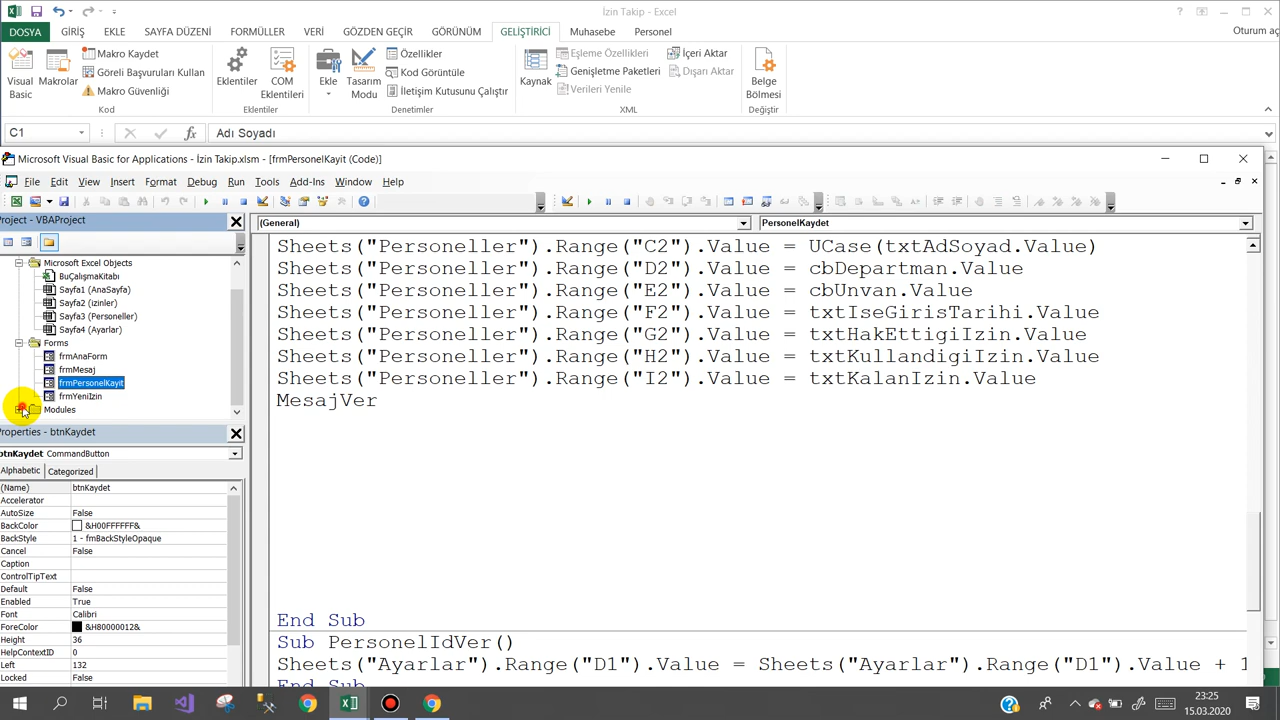 İzin Takip - Excel
DOSYA GİRİŞ EKLE SAYFA DÜZENİ FORMÜLLER VERİ GÖZDEN GEÇİR GÖRÜNÜM GELİŞTİRİCİ Muhasebe Personel Oturum aç
Visual Basic
Makrolar
Makro Kaydet
Göreli Başvuruları Kullan
Makro Güvenliği
Kod
Eklentiler
COM Eklentileri
Eklentiler
Ekle
Tasarım Modu
Özellikler
Kod Görüntüle
İletişim Kutusunu Çalıştır
Denetimler
Kaynak
Eşleme Özellikleri
Genişletme Paketleri
Verileri Yenile
İçeri Aktar
Dışarı Aktar
XML
Belge Bölmesi
Değiştir
C1 fx Adı Soyadı
Microsoft Visual Basic for Applications - İzin Takip.xlsm - [frmPersonelKayit (Code)]
File Edit View Insert Format Debug Run Tools Add-Ins Window Help
Project - VBAProject
(General) PersonelKaydet
Microsoft Excel Objects
BuÇalışmaKitabı
Sayfa1 (AnaSayfa)
Sayfa2 (izinler)
Sayfa3 (Personeller)
Sayfa4 (Ayarlar)
Forms
frmAnaForm
frmMesaj
frmPersonelKayit
frmYeniIzin
Modules
Properties - btnKaydet
btnKaydet CommandButton
Alphabetic Categorized
(Name) btnKaydet
Accelerator
AutoSize False
BackColor &H00FFFFFF&
BackStyle 1 - fmBackStyleOpaque
Cancel False
Caption
ControlTipText
Default False
Enabled True
Font Calibri
ForeColor &H80000012&
Height 36
HelpContextID 0
Left 132
Locked False
Sheets("Personeller").Range("C2").Value = UCase(txtAdSoyad.Value)
Sheets("Personeller").Range("D2").Value = cbDepartman.Value
Sheets("Personeller").Range("E2").Value = cbUnvan.Value
Sheets("Personeller").Range("F2").Value = txtIseGirisTarihi.Value
Sheets("Personeller").Range("G2").Value = txtHakEttigiIzin.Value
Sheets("Personeller").Range("H2").Value = txtKullandigiIzin.Value
Sheets("Personeller").Range("I2").Value = txtKalanIzin.Value
MesajVer
End Sub
Sub PersonelIdVer()
Sheets("Ayarlar").Range("D1").Value = Sheets("Ayarlar").Range("D1").Value + 1
End Sub
23:25
15.03.2020